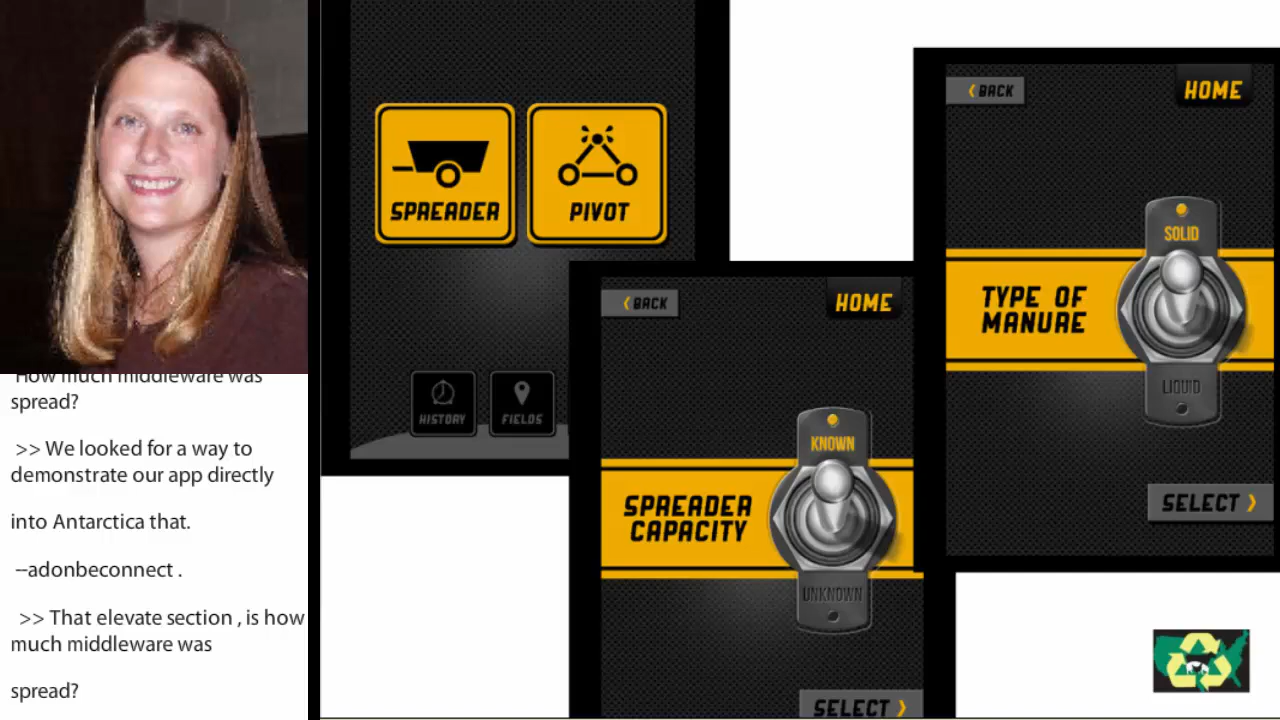 How much middleware was
spread?
>> We looked for a way to
demonstrate our app directly
into Antarctica that.
--adonbeconnect .
>> That elevate section , is how
much middleware was
spread?
SPREADER
PIVOT
HISTORY
FIELDS
BACK
HOME
SPREADER
CAPACITY
KNOWN
UNKNOWN
SELECT
BACK
HOME
TYPE OF
MANURE
SOLID
LIQUID
SELECT